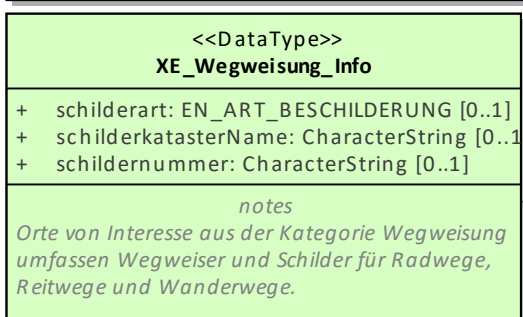 <<DataType>>
XE_Wegweisung_Info
+ schilderart: EN_ART_BESCHILDERUNG [0..1]
+ schilderkatasterName: CharacterString [0..1
+ schildernummer: CharacterString [0..1]
notes
Orte von Interesse aus der Kategorie Wegweisung
umfassen Wegweiser und Schilder für Radwege,
Reitwege und Wanderwege.